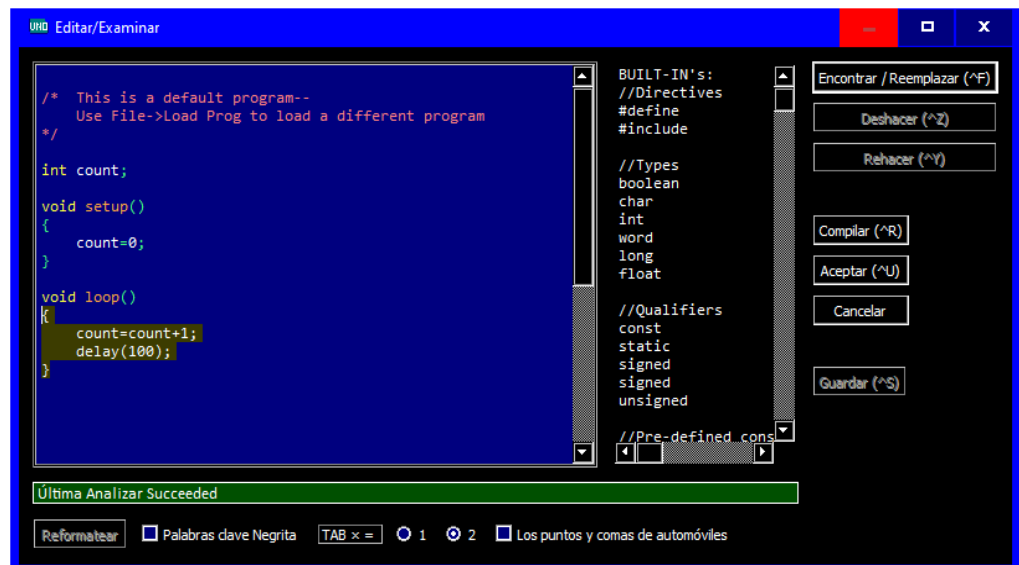 UNO Editar/Examinar
/*  This is a default program--
    Use File->Load Prog to load a different program
*/
int count;
void setup()
{
    count=0;
}
void loop()
{
    count=count+1;
    delay(100);
}
BUILT-IN's:
//Directives
#define
#include
//Types
boolean
char
int
word
long
float
//Qualifiers
const
static
signed
signed
unsigned
//Pre-defined cons
Encontrar / Reemplazar (^F)
Deshacer (^Z)
Rehacer (^Y)
Compilar (^R)
Aceptar (^U)
Cancelar
Guardar (^S)
Última Analizar Succeeded
Reformatear Palabras clave Negrita TAB × = 1 2 Los puntos y comas de automóviles